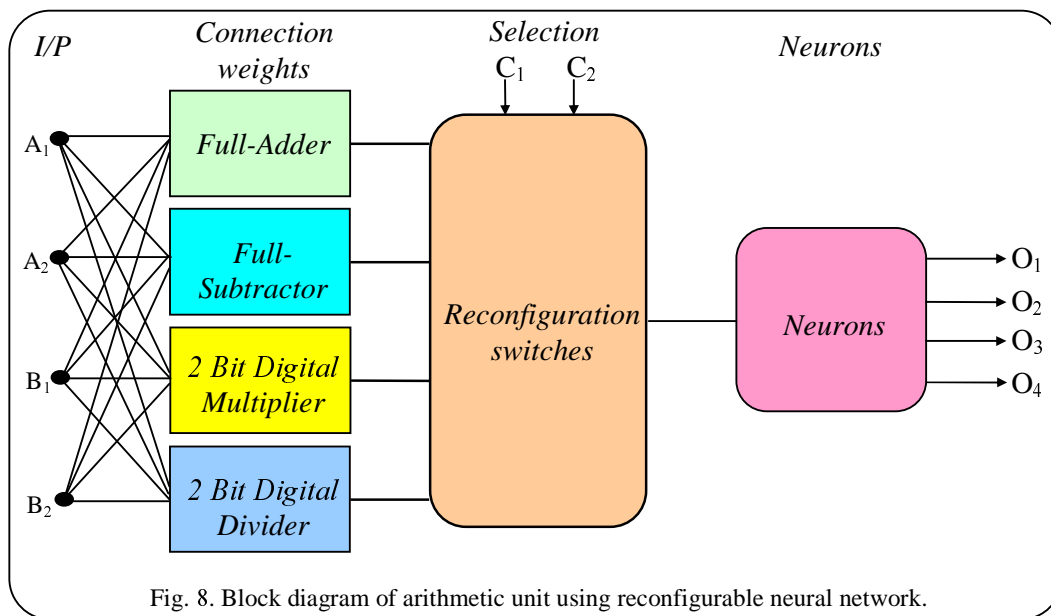 I/P
Connection
weights
Selection
Neurons
C₁
C₂
A₁
A₂
B₁
B₂
Full-Adder
Full-
Subtractor
2 Bit Digital
Multiplier
2 Bit Digital
Divider
Reconfiguration
switches
Neurons
O₁
O₂
O₃
O₄
Fig. 8. Block diagram of arithmetic unit using reconfigurable neural network.